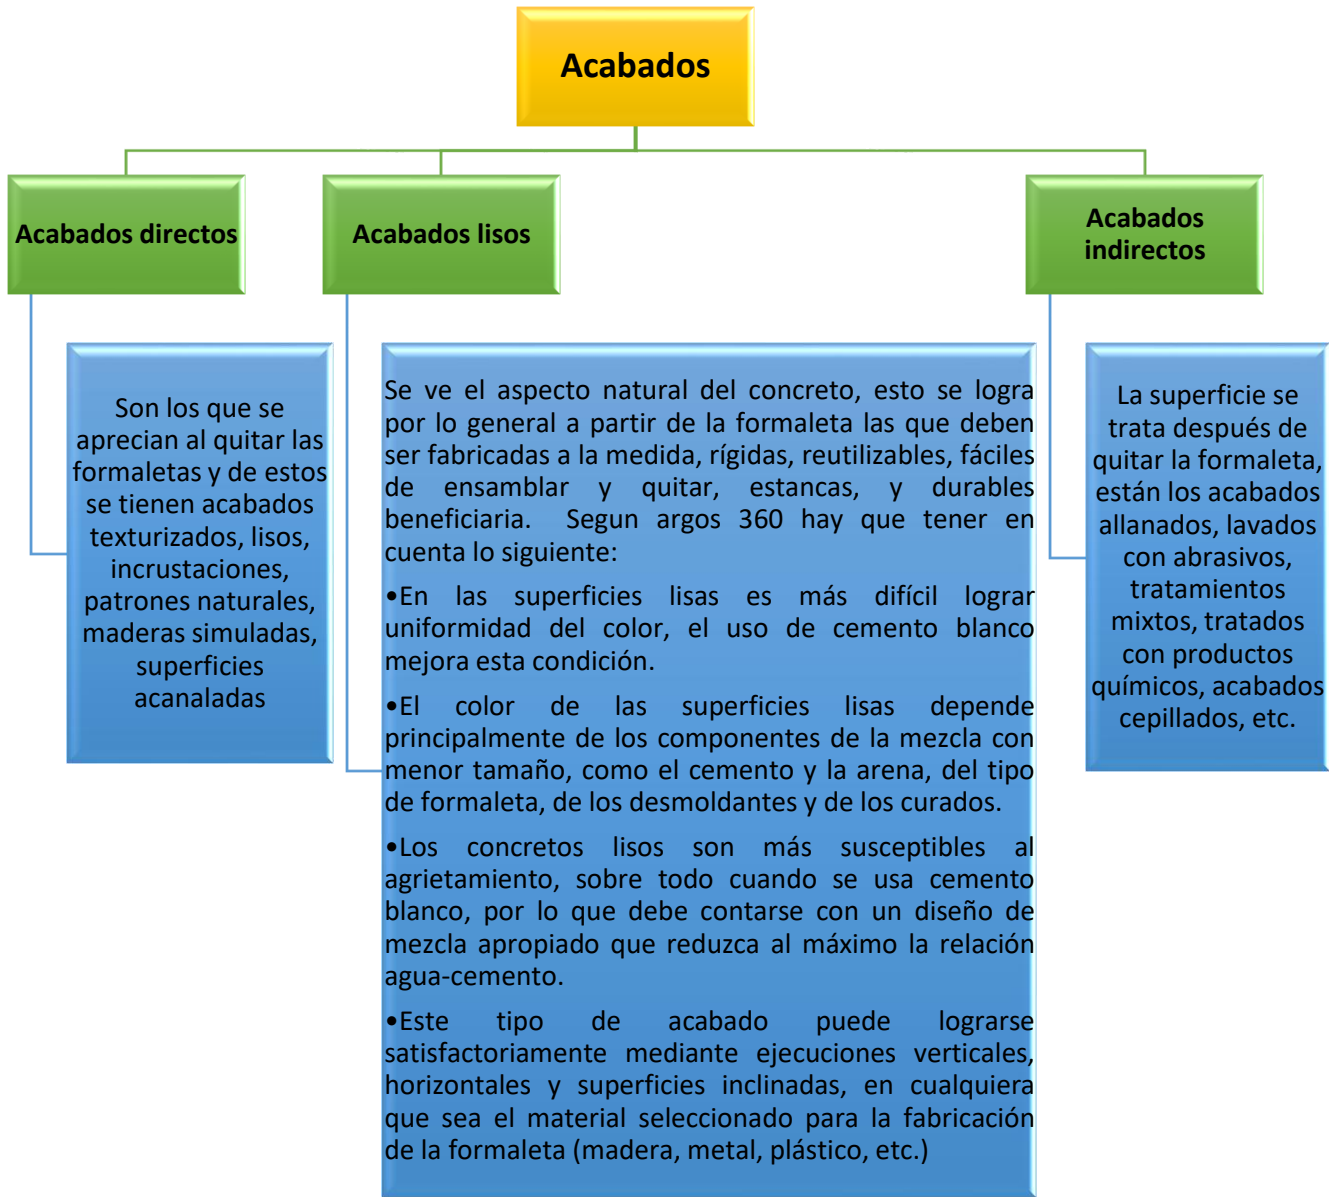 Acabados
Acabados directos
Acabados lisos
Acabados
indirectos
Son los que se
aprecian al quitar las
formaletas y de estos
se tienen acabados
texturizados, lisos,
incrustaciones,
patrones naturales,
maderas simuladas,
superficies
acanaladas
Se ve el aspecto natural del concreto, esto se logra
por lo general a partir de la formaleta las que deben
ser fabricadas a la medida, rígidas, reutilizables, fáciles
de ensamblar y quitar, estancas, y durables
beneficiaria. Segun argos 360 hay que tener en
cuenta lo siguiente:
•En las superficies lisas es más difícil lograr
uniformidad del color, el uso de cemento blanco
mejora esta condición.
•El color de las superficies lisas depende
principalmente de los componentes de la mezcla con
menor tamaño, como el cemento y la arena, del tipo
de formaleta, de los desmoldantes y de los curados.
•Los concretos lisos son más susceptibles al
agrietamiento, sobre todo cuando se usa cemento
blanco, por lo que debe contarse con un diseño de
mezcla apropiado que reduzca al máximo la relación
agua-cemento.
•Este tipo de acabado puede lograrse
satisfactoriamente mediante ejecuciones verticales,
horizontales y superficies inclinadas, en cualquiera
que sea el material seleccionado para la fabricación
de la formaleta (madera, metal, plástico, etc.)
La superficie se
trata después de
quitar la formaleta,
están los acabados
allanados, lavados
con abrasivos,
tratamientos
mixtos, tratados
con productos
químicos, acabados
cepillados, etc.